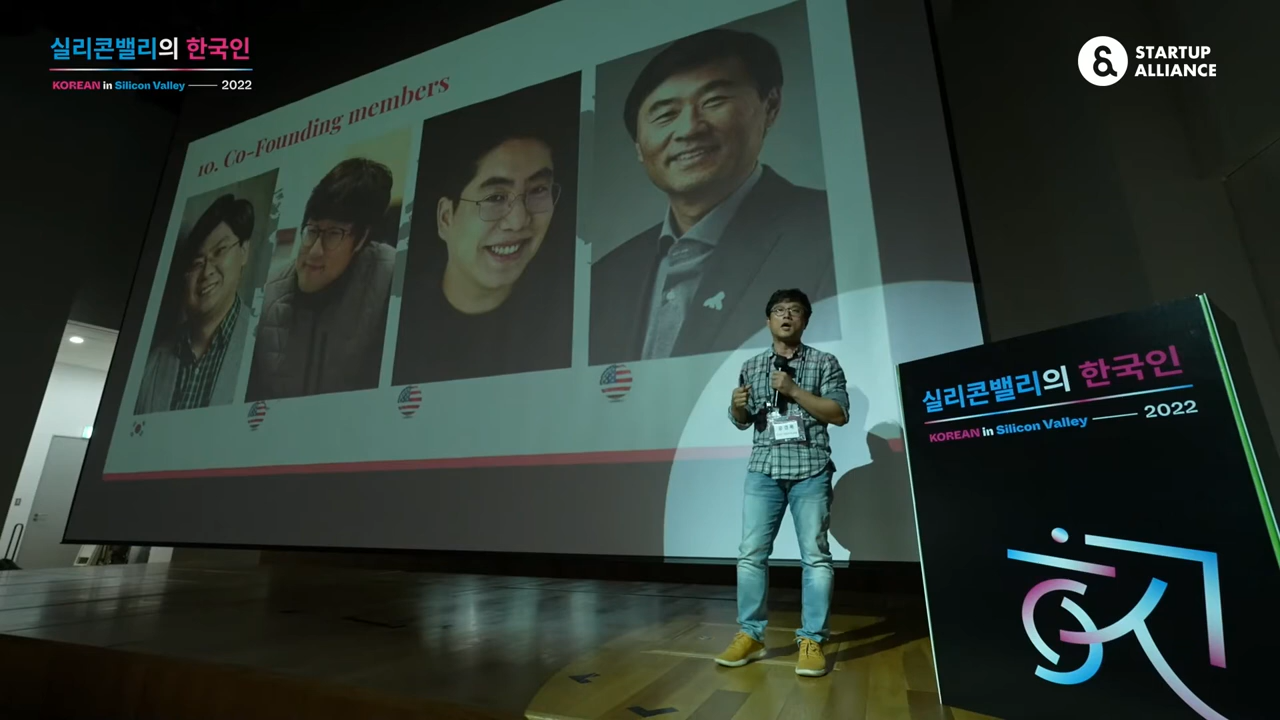 실리콘밸리의 한국인
KOREAN in Silicon Valley 2022
&
STARTUP
ALLIANCE
10. Co-Founding members
실리콘밸리의 한국인
KOREAN in Silicon Valley 2022